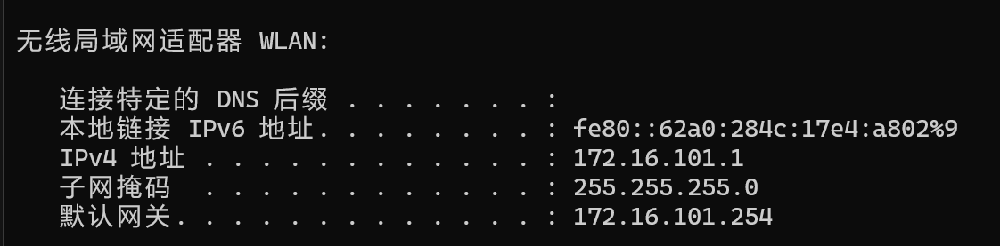 无线局域网适配器 WLAN:
连接特定的 DNS 后缀 . . . . . . . :
本地链接 IPv6 地址. . . . . . . . : fe80::62a0:284c:17e4:a802%9
IPv4 地址 . . . . . . . . . . . . : 172.16.101.1
子网掩码  . . . . . . . . . . . . : 255.255.255.0
默认网关. . . . . . . . . . . . . : 172.16.101.254